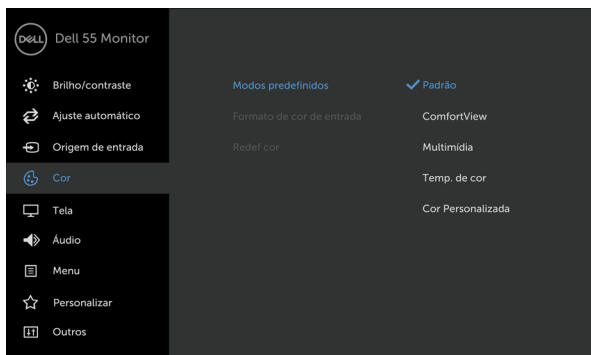 DELL Dell 55 Monitor
Brilho/contraste
Modos predefinidos
Padrão
Ajuste automático
Formato de cor de entrada
ComfortView
Origem de entrada
Redef cor
Multimídia
Cor
Temp. de cor
Tela
Cor Personalizada
Áudio
Menu
Personalizar
Outros